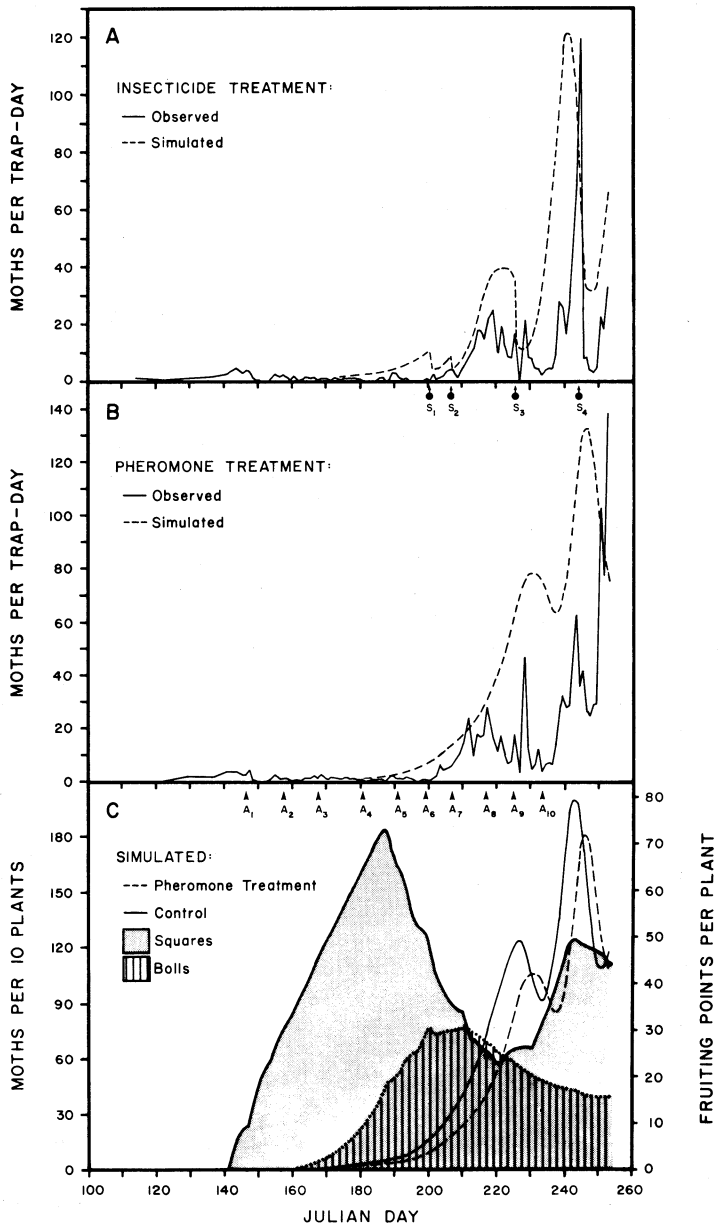 A
INSECTICIDE TREATMENT:
Observed
Simulated
MOTHS PER TRAP-DAY
120
100
80
60
40
20
0
S1 S2 S3 S4
B
PHEROMONE TREATMENT:
Observed
Simulated
MOTHS PER TRAP-DAY
140
120
100
80
60
40
20
0
A1 A2 A3 A4 A5 A6 A7 A8 A9 A10
C
SIMULATED:
Pheromone Treatment
Control
Squares
Bolls
MOTHS PER 10 PLANTS
180
150
120
90
60
30
0
FRUITING POINTS PER PLANT
80
70
60
50
40
30
20
10
0
100 120 140 160 180 200 220 240 260
JULIAN DAY